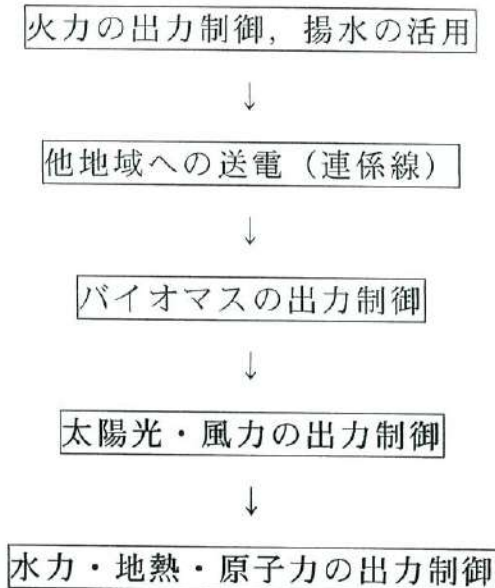 火力の出力制御，揚水の活用
↓
他地域への送電（連係線）
↓
バイオマスの出力制御
↓
太陽光・風力の出力制御
↓
水力・地熱・原子力の出力制御